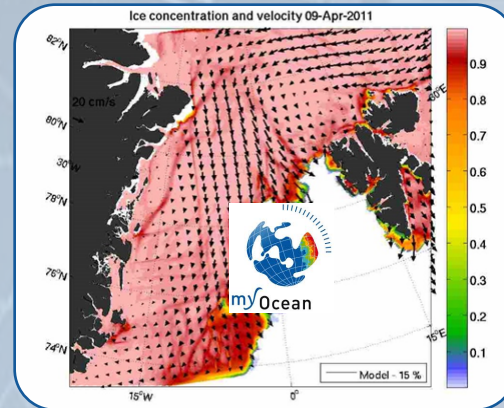 Ice concentration and velocity 09-Apr-2011
82°N
20 cm/s
80°N
30°W
78°N
76°N
74°N
15°W
0°
15°E
30°E
0.9
0.8
0.7
0.6
0.5
0.4
0.3
0.2
0.1
my Ocean
Model - 15 %